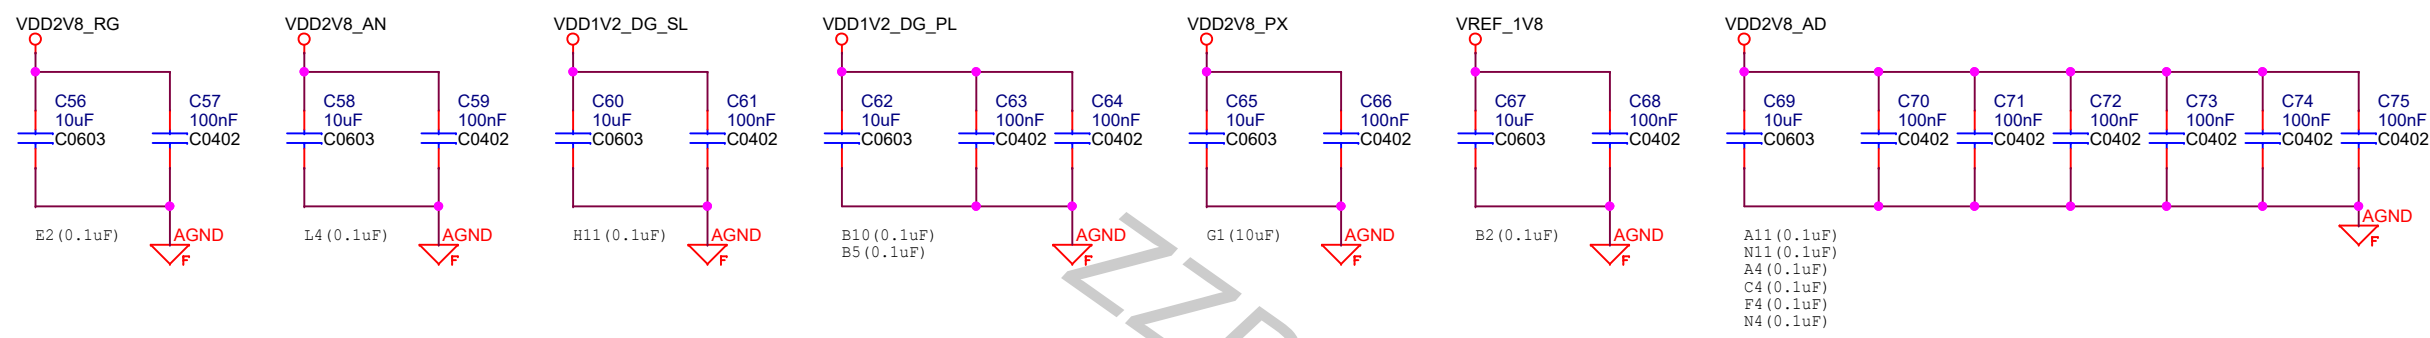 VDD2V8_RG
C56
10uF
C0603
C57
100nF
C0402
E2(0.1uF)
AGND
F
VDD2V8_AN
C58
10uF
C0603
C59
100nF
C0402
L4(0.1uF)
AGND
F
VDD1V2_DG_SL
C60
10uF
C0603
C61
100nF
C0402
H11(0.1uF)
AGND
F
VDD1V2_DG_PL
C62
10uF
C0603
C63
100nF
C0402
C64
100nF
C0402
B10(0.1uF)
B5(0.1uF)
AGND
F
VDD2V8_PX
C65
10uF
C0603
C66
100nF
C0402
G1(10uF)
AGND
F
VREF_1V8
C67
10uF
C0603
C68
100nF
C0402
B2(0.1uF)
AGND
F
VDD2V8_AD
C69
10uF
C0603
C70
100nF
C0402
C71
100nF
C0402
C72
100nF
C0402
C73
100nF
C0402
C74
100nF
C0402
C75
100nF
C0402
A11(0.1uF)
N11(0.1uF)
A4(0.1uF)
C4(0.1uF)
F4(0.1uF)
N4(0.1uF)
AGND
F